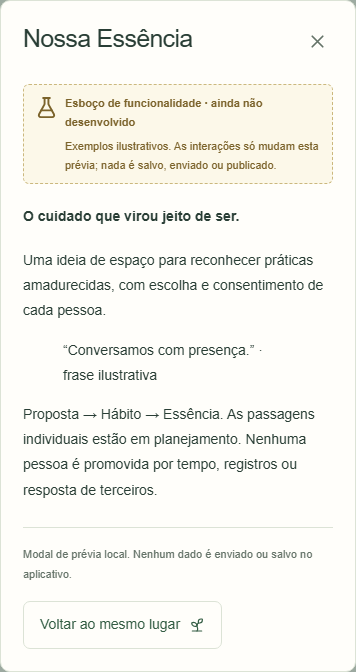 Nossa Essência
Esboço de funcionalidade · ainda não
desenvolvido
Exemplos ilustrativos. As interações só mudam esta
prévia; nada é salvo, enviado ou publicado.
O cuidado que virou jeito de ser.
Uma ideia de espaço para reconhecer práticas
amadurecidas, com escolha e consentimento de
cada pessoa.
“Conversamos com presença.” ·
frase ilustrativa
Proposta → Hábito → Essência. As passagens
individuais estão em planejamento. Nenhuma
pessoa é promovida por tempo, registros ou
resposta de terceiros.
Modal de prévia local. Nenhum dado é enviado ou salvo no
aplicativo.
Voltar ao mesmo lugar